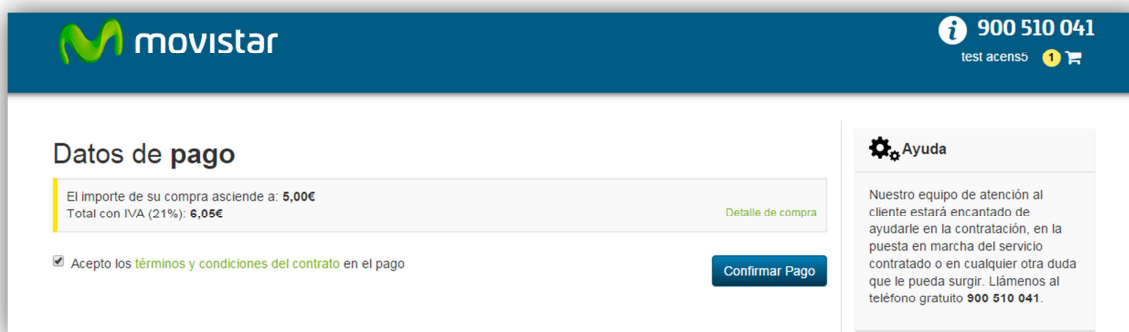 movistar
900 510 041
test acens5 1
Datos de pago
El importe de su compra asciende a: 5,00€
Total con IVA (21%): 6,05€
Detalle de compra
Acepto los términos y condiciones del contrato en el pago
Confirmar Pago
Ayuda
Nuestro equipo de atención al
cliente estará encantado de
ayudarle en la contratación, en la
puesta en marcha del servicio
contratado o en cualquier otra duda
que le pueda surgir. Llámenos al
teléfono gratuito 900 510 041.